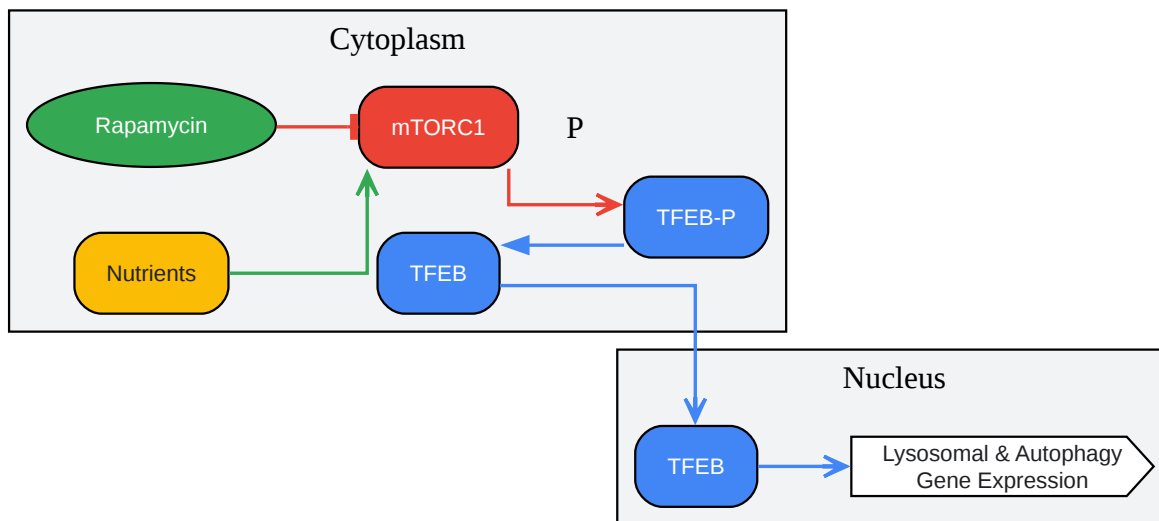 Cytoplasm
Rapamycin
mTORC1
P
TFEB-P
Nutrients
TFEB
Nucleus
TFEB
Lysosomal & Autophagy
Gene Expression